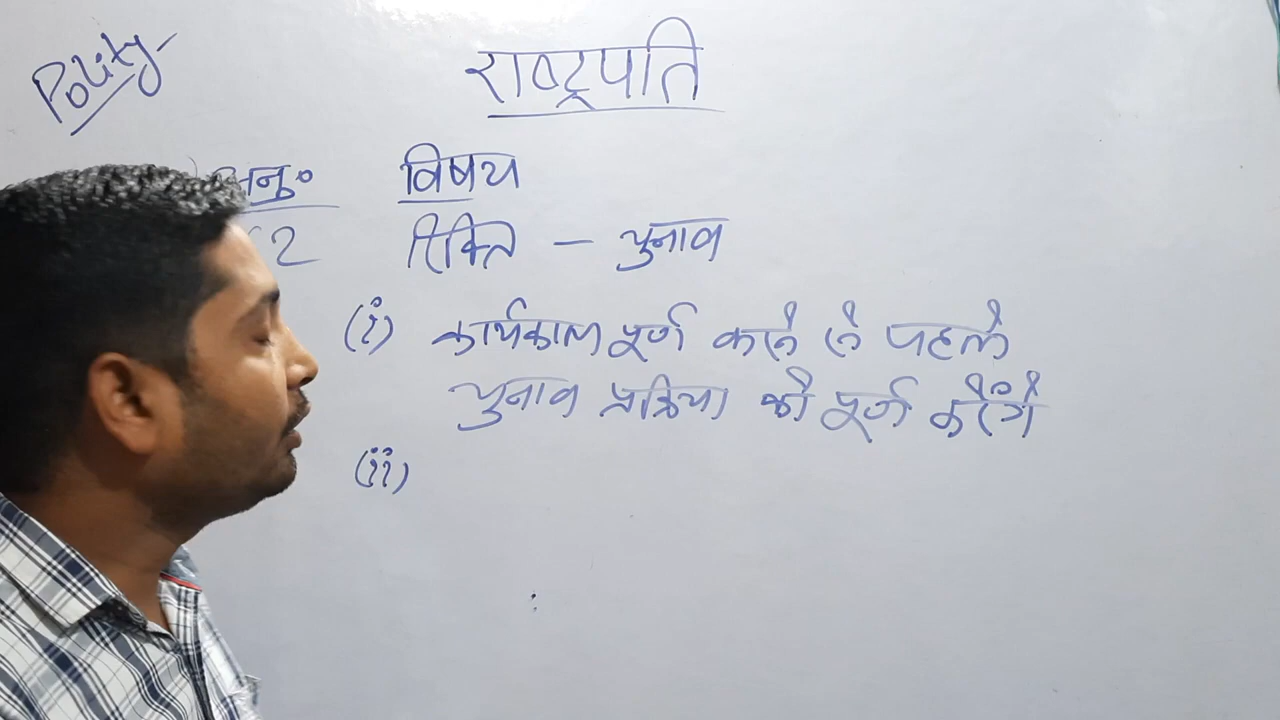 Polity
राष्ट्रपति
अनु० विषय
62 रिक्ति – चुनाव
(i) कार्यकाल पूर्ण करने से पहले
चुनाव प्रक्रिया को पूर्ण करेंगे
(ii)